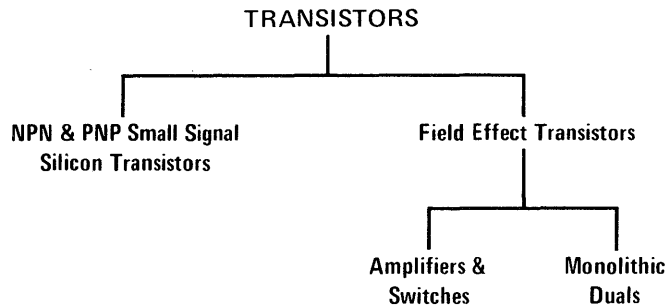 TRANSISTORS
NPN & PNP Small Signal
Silicon Transistors
Field Effect Transistors
Amplifiers &
Switches
Monolithic
Duals